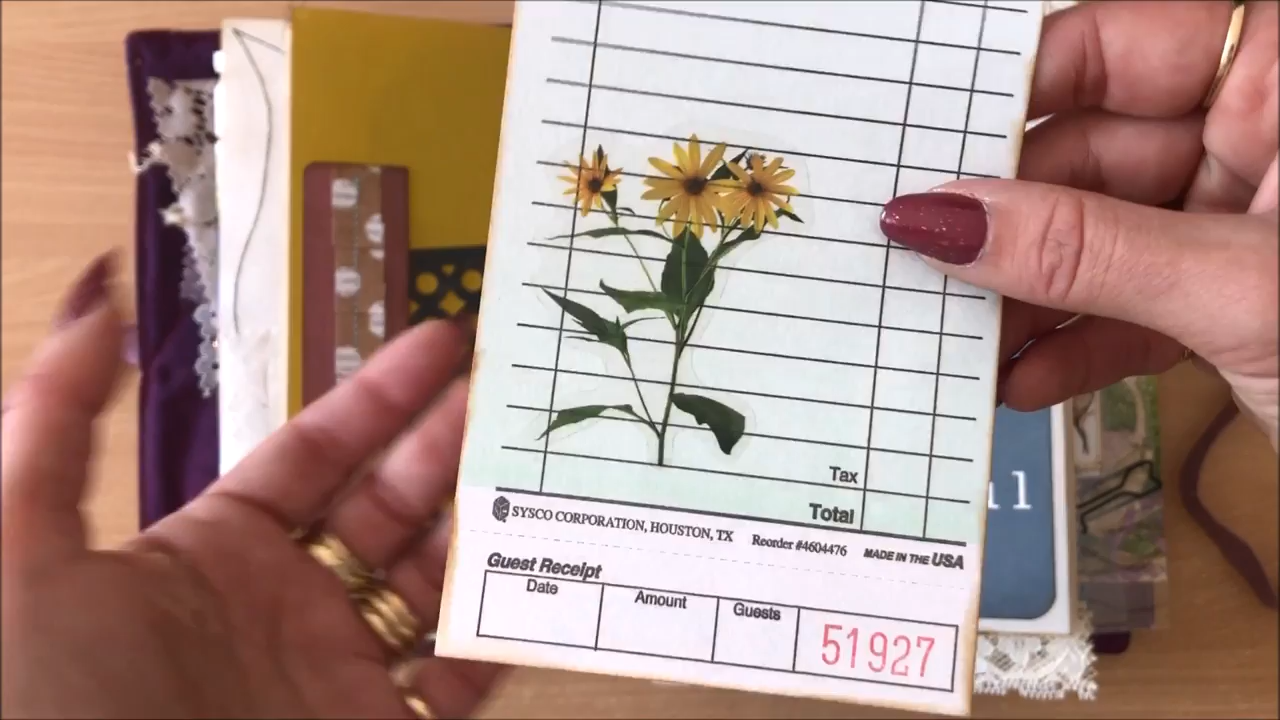 Tax
Total
SYSCO CORPORATION, HOUSTON, TX Reorder #4604476 MADE IN THE USA
Guest Receipt
Date Amount Guests
51927